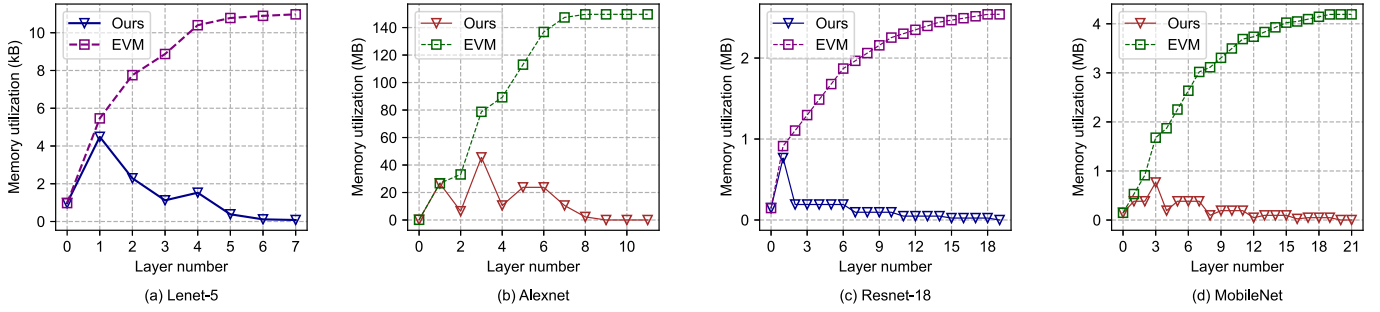 Memory utilization (kB)
10
8
6
4
2
0
Ours
EVM
0 1 2 3 4 5 6 7
Layer number
(a) Lenet-5
Memory utilization (MB)
140
120
100
80
60
40
20
0
Ours
EVM
0 2 4 6 8 10
Layer number
(b) Alexnet
Memory utilization (MB)
2
1
0
Ours
EVM
0 3 6 9 12 15 18
Layer number
(c) Resnet-18
Memory utilization (MB)
4
3
2
1
0
Ours
EVM
0 3 6 9 12 15 18 21
Layer number
(d) MobileNet